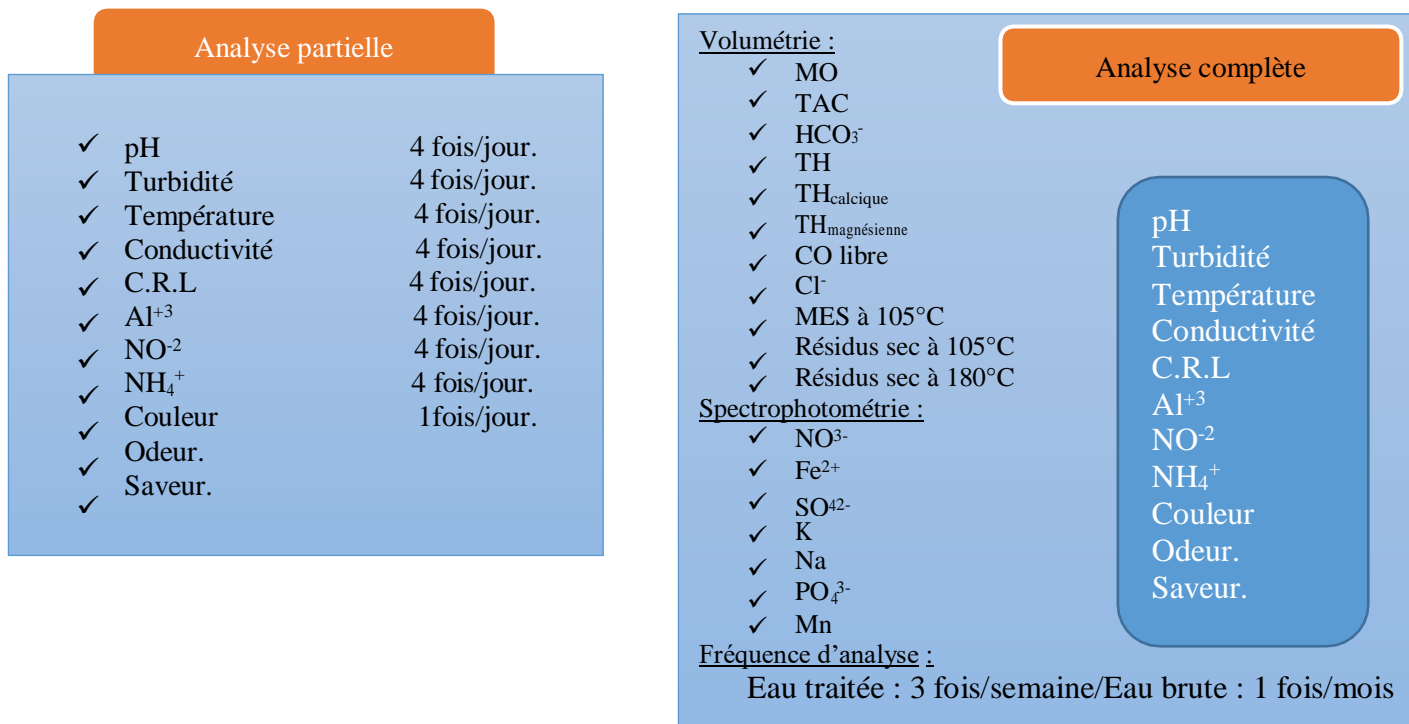 Analyse partielle
✓ pH 4 fois/jour.
✓ Turbidité 4 fois/jour.
✓ Température 4 fois/jour.
✓ Conductivité 4 fois/jour.
✓ C.R.L 4 fois/jour.
✓ Al⁺³ 4 fois/jour.
✓ NO⁻² 4 fois/jour.
✓ NH₄⁺ 4 fois/jour.
✓ Couleur 1fois/jour.
✓ Odeur.
✓ Saveur.
Analyse complète
Volumétrie :
✓ MO
✓ TAC
✓ HCO₃⁻
✓ TH
✓ THcalcique
✓ THmagnésienne
✓ CO libre
✓ Cl⁻
✓ MES à 105°C
✓ Résidus sec à 105°C
✓ Résidus sec à 180°C
Spectrophotométrie :
✓ NO³⁻
✓ Fe²⁺
✓ SO⁴²⁻
✓ K
✓ Na
✓ PO₄³⁻
✓ Mn
Fréquence d’analyse :
Eau traitée : 3 fois/semaine/Eau brute : 1 fois/mois
pH
Turbidité
Température
Conductivité
C.R.L
Al⁺³
NO⁻²
NH₄⁺
Couleur
Odeur.
Saveur.